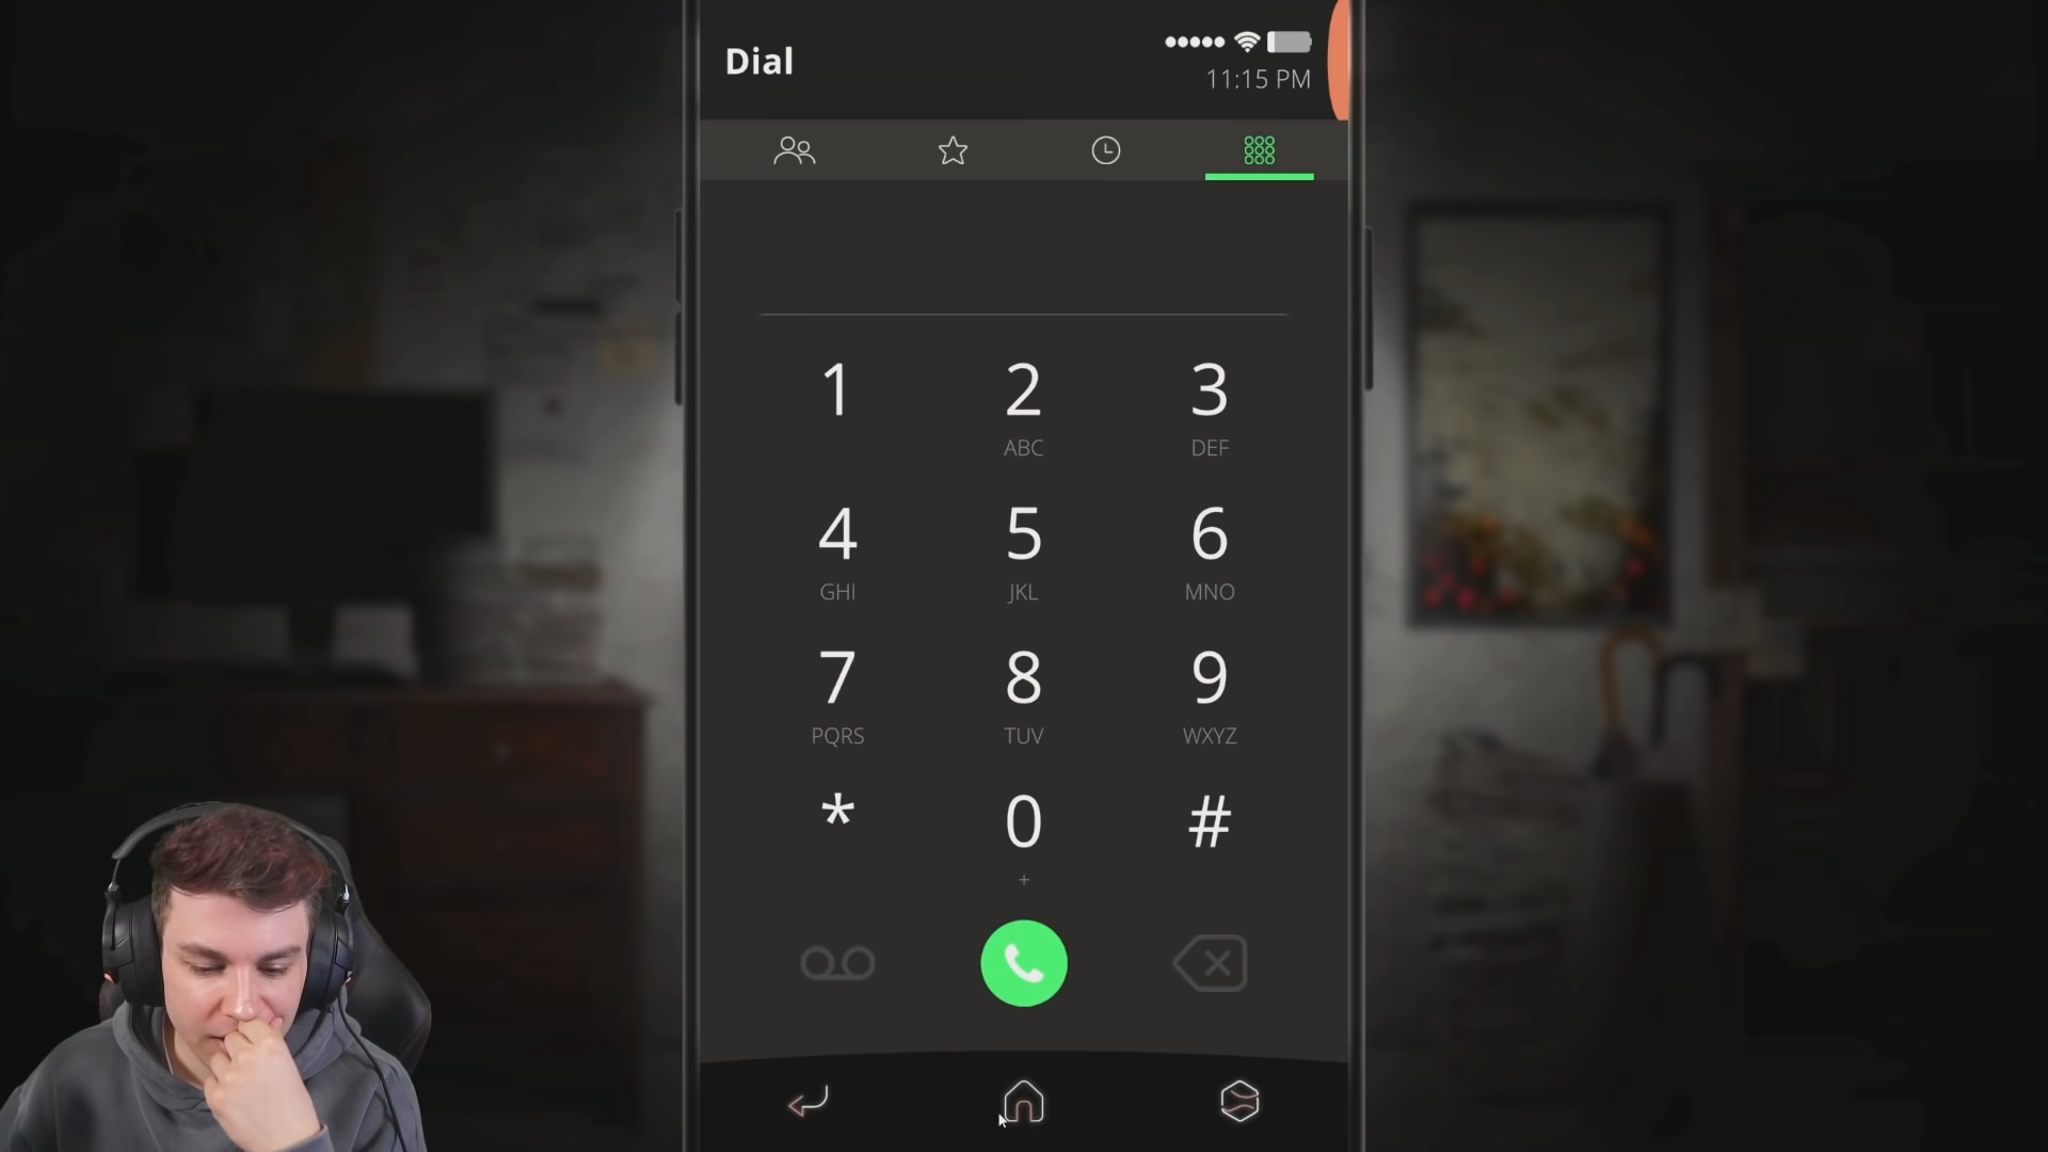 Dial
11:15 PM
1 2 3
ABC DEF
4 5 6
GHI JKL MNO
7 8 9
PQRS TUV WXYZ
* 0 #
+